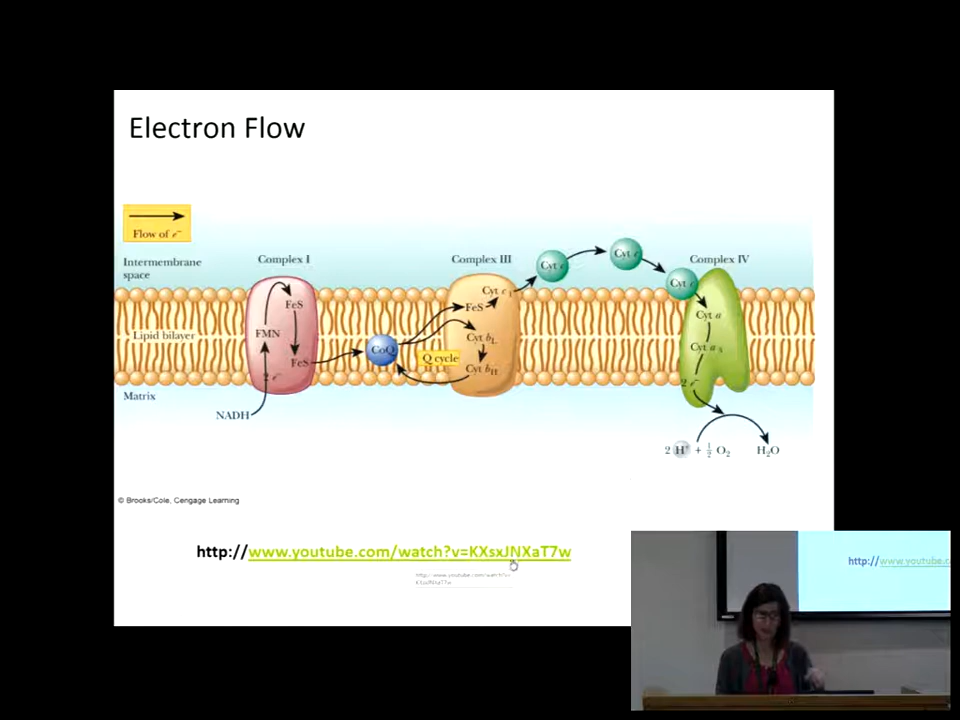 Electron Flow
Flow of e⁻
Intermembrane
space
Complex I
Complex III
Complex IV
Cyt c
Cyt c
Cyt c
Cyt c₁
FeS
FeS
Cyt a
Lipid bilayer
FMN
Cyt b_L
CoQ
Q cycle
Cyt a₃
FeS
Cyt b_H
2 e⁻
2 e⁻
Matrix
NADH
2 H⁺ + ½ O₂
H₂O
© Brooks/Cole, Cengage Learning
http://www.youtube.com/watch?v=KXsxJNXaT7w
http://www.youtube.c